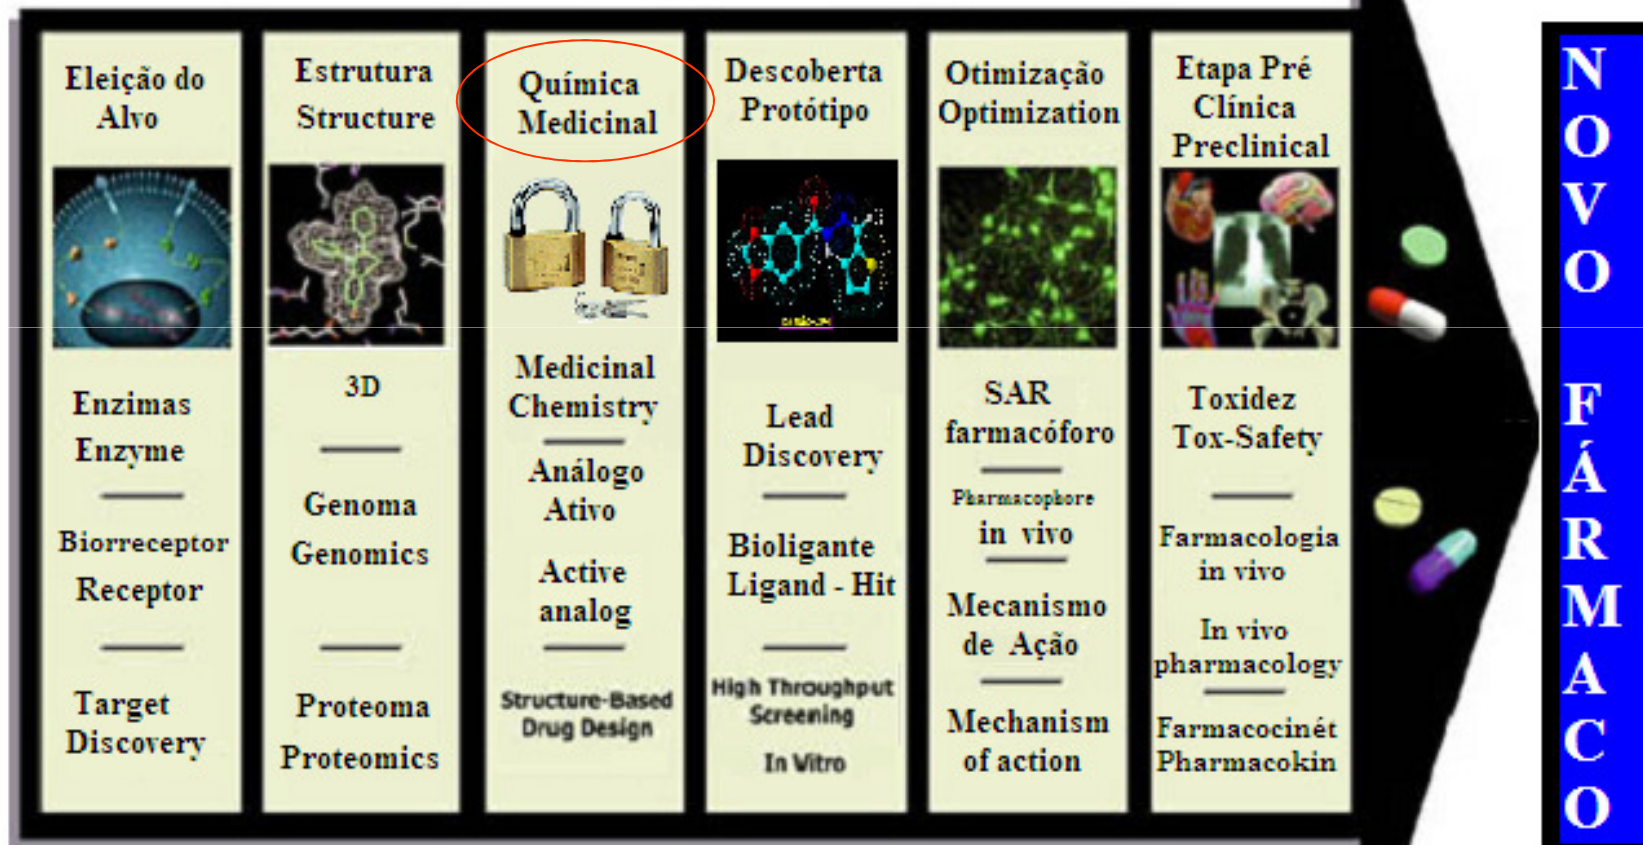 Eleição do
Alvo
Enzimas
Enzyme
Biorreceptor
Receptor
Target
Discovery
Estrutura
Structure
3D
Genoma
Genomics
Proteoma
Proteomics
Química
Medicinal
Medicinal
Chemistry
Análogo
Ativo
Active
analog
Structure-Based
Drug Design
Descoberta
Protótipo
Lead
Discovery
Bioligante
Ligand - Hit
High Throughput
Screening
In Vitro
Otimização
Optimization
SAR
farmacóforo
Pharmacophore
in vivo
Mecanismo
de Ação
Mechanism
of action
Etapa Pré
Clínica
Preclinical
Toxidez
Tox-Safety
Farmacologia
in vivo
In vivo
pharmacology
Farmacocinét
Pharmacokin
NOVO FÁRMACO